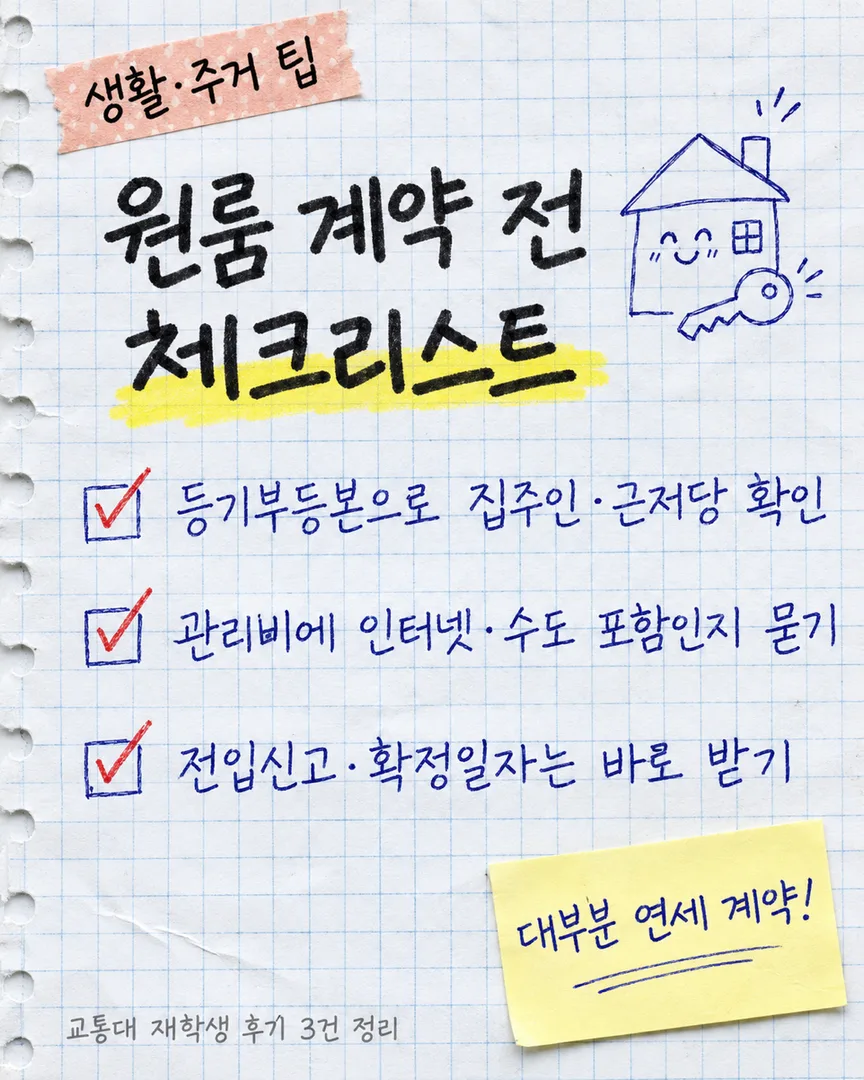 생활·주거 팁
원룸 계약 전
체크리스트
등기부등본으로 집주인·근저당 확인
관리비에 인터넷·수도 포함인지 묻기
전입신고·확정일자는 바로 받기
대부분 연세 계약!
교통대 재학생 후기 3건 정리